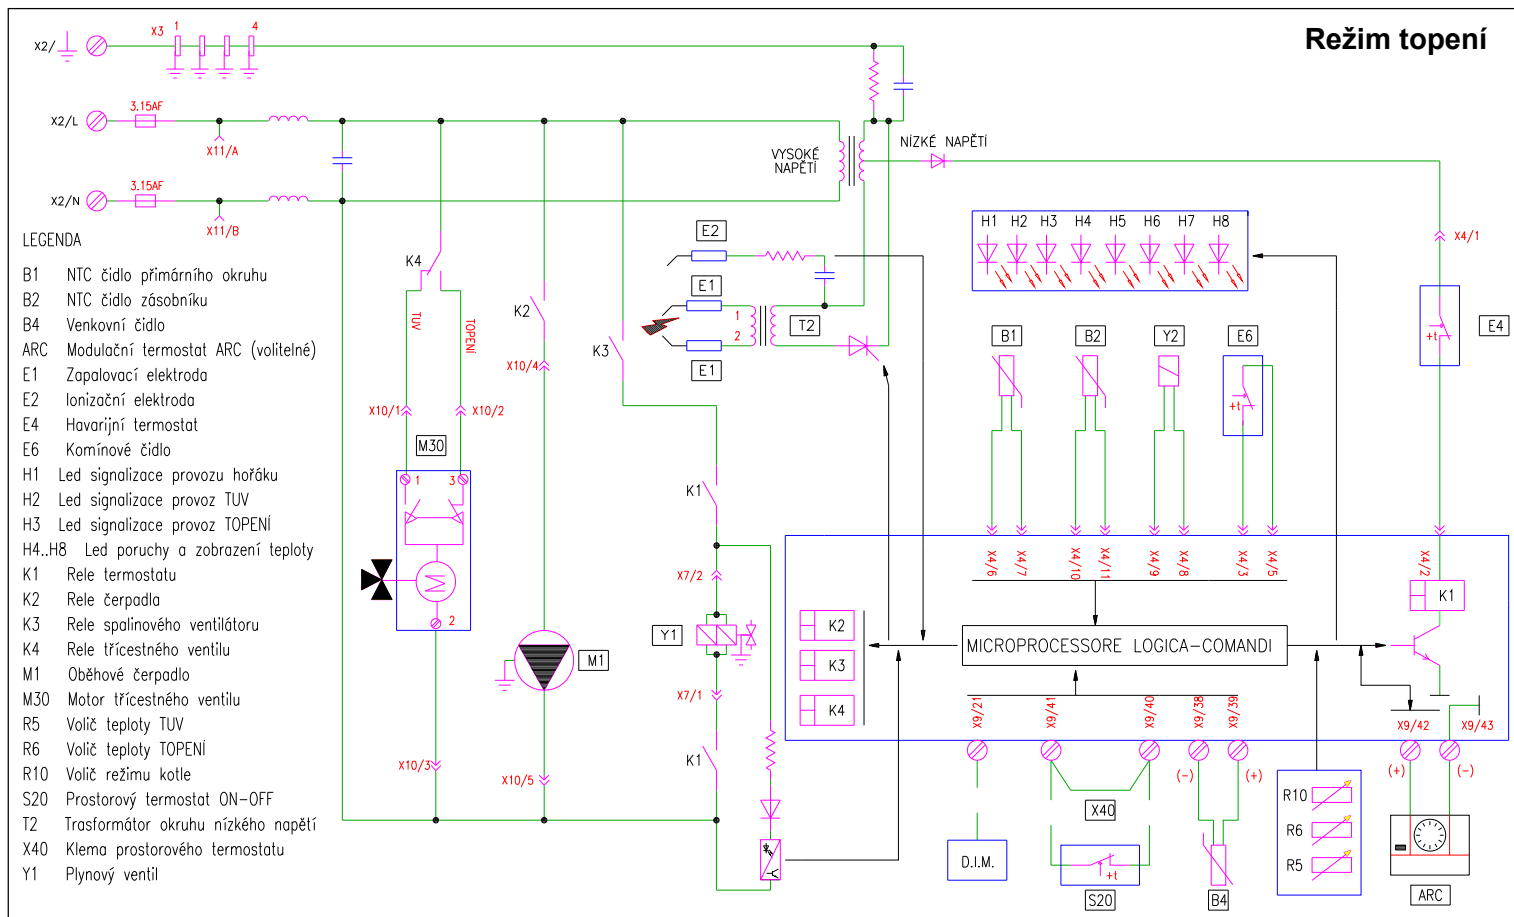 Režim topení
X2/
X3
1
4
X2/L
3.15AF
X11/A
X2/N
3.15AF
X11/B
VYSOKÉ
NAPĚTÍ
NÍZKÉ NAPĚTÍ
LEGENDA
B1 NTC čidlo přimárního okruhu
B2 NTC čidlo zásobníku
B4 Venkovní čidlo
ARC Modulační termostat ARC (volitelné)
E1 Zapalovací elektroda
E2 Ionizační elektroda
E4 Havarijní termostat
E6 Komínové čidlo
H1 Led signalizace provozu hořáku
H2 Led signalizace provoz TUV
H3 Led signalizace provoz TOPENÍ
H4..H8 Led poruchy a zobrazení teploty
K1 Rele termostatu
K2 Rele čerpadla
K3 Rele spalinového ventilátoru
K4 Rele třícestného ventilu
M1 Oběhové čerpadlo
M30 Motor třícestného ventilu
R5 Volič teploty TUV
R6 Volič teploty TOPENÍ
R10 Volič režimu kotle
S20 Prostorový termostat ON-OFF
T2 Trasformátor okruhu nízkého napětí
X40 Klema prostorového termostatu
Y1 Plynový ventil
K4
TUV
TOPENÍ
X10/1
X10/2
M30
1
3
M
2
X10/3
K2
X10/4
M1
X10/5
K3
E2
E1
1
2
T2
E1
K1
X7/2
Y1
X7/1
K1
H1 H2 H3 H4 H5 H6 H7 H8
X4/1
E4
+t
B1
B2
Y2
E6
+t
X4/6
X4/7
X4/10
X4/11
X4/9
X4/8
X4/3
X4/5
X4/2
K1
K2
K3
K4
MICROPROCESSORE LOGICA-COMANDI
X9/21
X9/41
X9/40
X9/38
X9/39
X9/42
X9/43
(-)
(+)
(+)
(-)
X40
D.I.M.
+t
S20
B4
R10
R6
R5
ARC